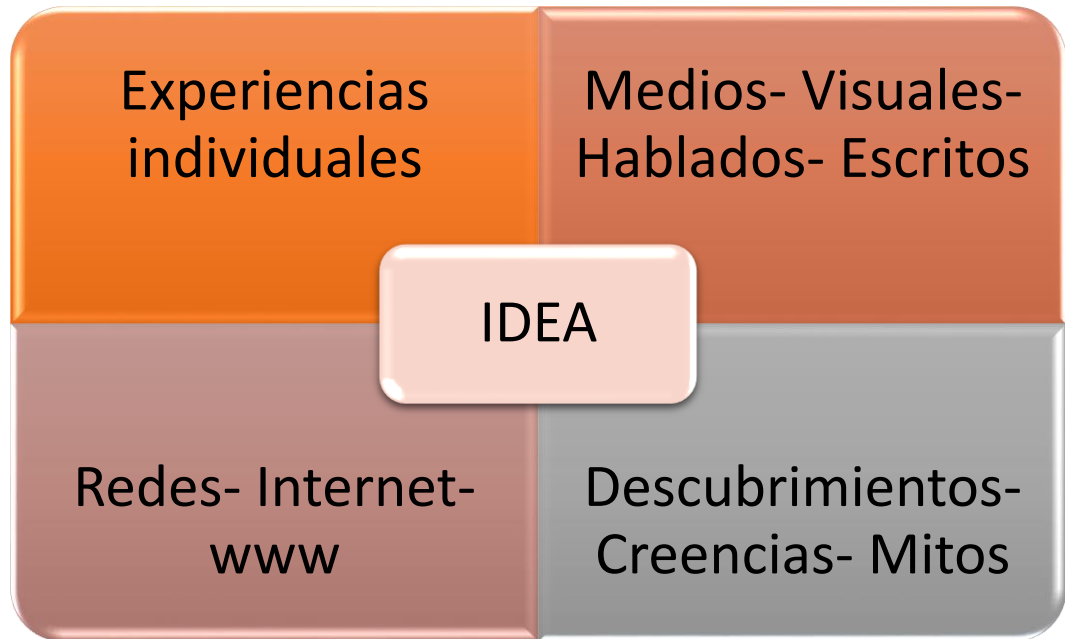 Experiencias
individuales
Medios- Visuales-
Hablados- Escritos
IDEA
Redes- Internet-
www
Descubrimientos-
Creencias- Mitos